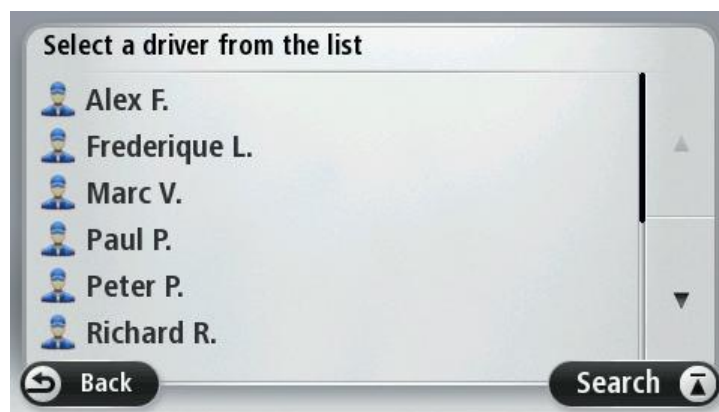 Select a driver from the list
Alex F.
Frederique L.
Marc V.
Paul P.
Peter P.
Richard R.
Back
Search